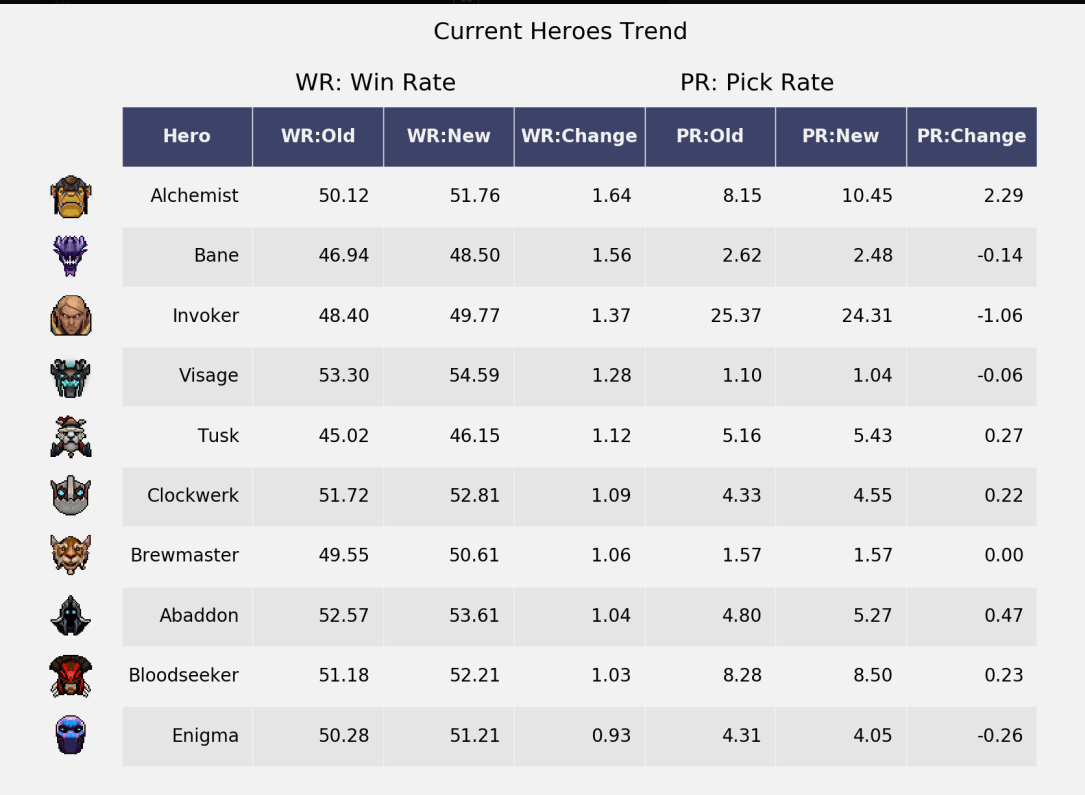 Current Heroes Trend
WR: Win Rate PR: Pick Rate
Hero WR:Old WR:New WR:Change PR:Old PR:New PR:Change
Alchemist 50.12 51.76 1.64 8.15 10.45 2.29
Bane 46.94 48.50 1.56 2.62 2.48 -0.14
Invoker 48.40 49.77 1.37 25.37 24.31 -1.06
Visage 53.30 54.59 1.28 1.10 1.04 -0.06
Tusk 45.02 46.15 1.12 5.16 5.43 0.27
Clockwerk 51.72 52.81 1.09 4.33 4.55 0.22
Brewmaster 49.55 50.61 1.06 1.57 1.57 0.00
Abaddon 52.57 53.61 1.04 4.80 5.27 0.47
Bloodseeker 51.18 52.21 1.03 8.28 8.50 0.23
Enigma 50.28 51.21 0.93 4.31 4.05 -0.26